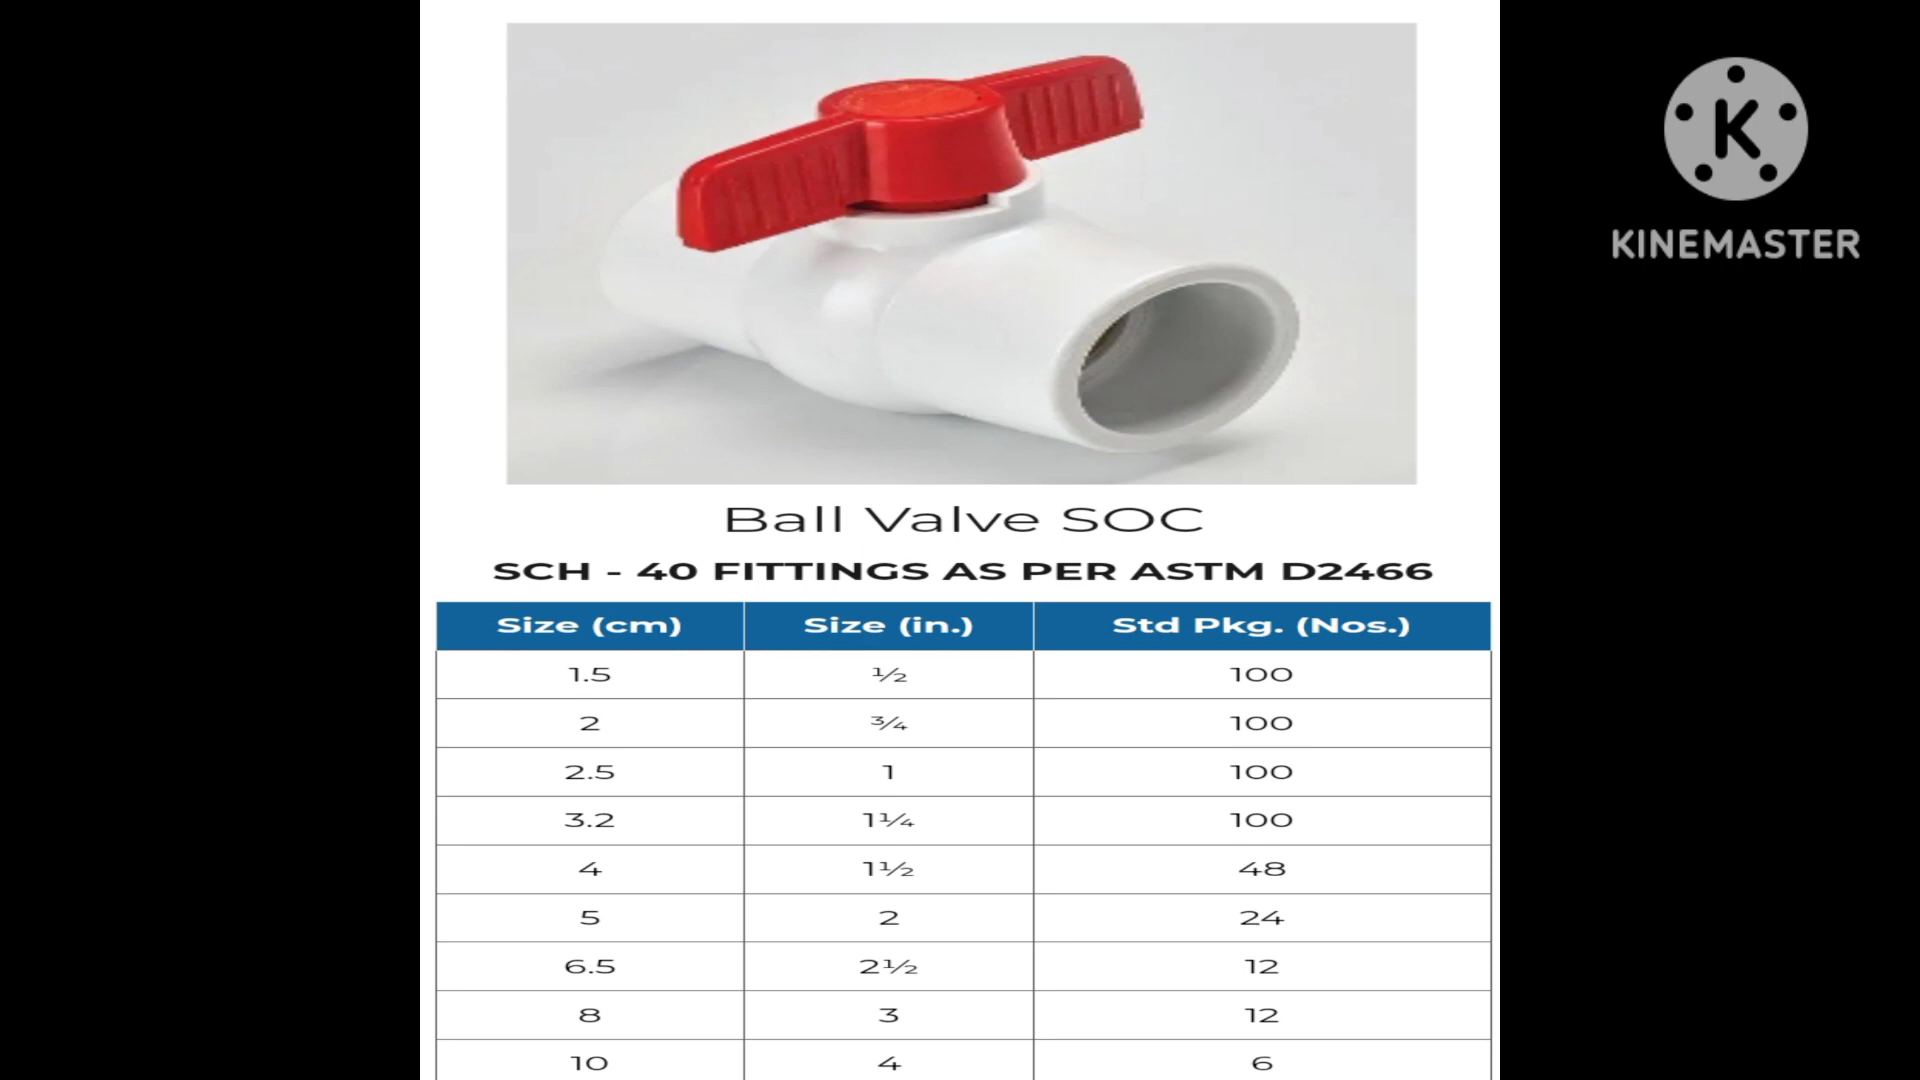 K
KINEMASTER
Ball Valve SOC
SCH - 40 FITTINGS AS PER ASTM D2466
Size (cm) Size (in.) Std Pkg. (Nos.)
1.5 ½ 100
2 ¾ 100
2.5 1 100
3.2 1¼ 100
4 1½ 48
5 2 24
6.5 2½ 12
8 3 12
10 4 6